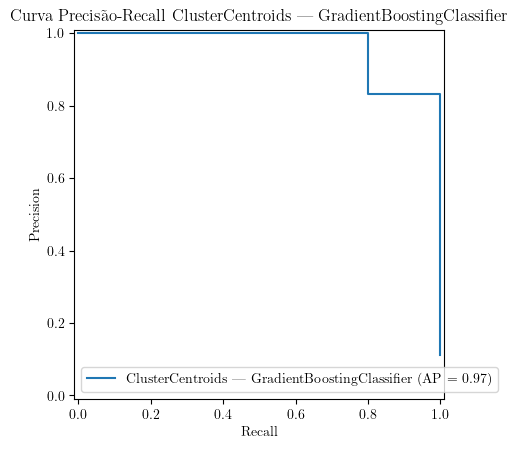 Curva Precisão-Recall ClusterCentroids — GradientBoostingClassifier
1.0
0.8
0.6
0.4
0.2
0.0
Precision
ClusterCentroids — GradientBoostingClassifier (AP = 0.97)
0.0 0.2 0.4 0.6 0.8 1.0
Recall